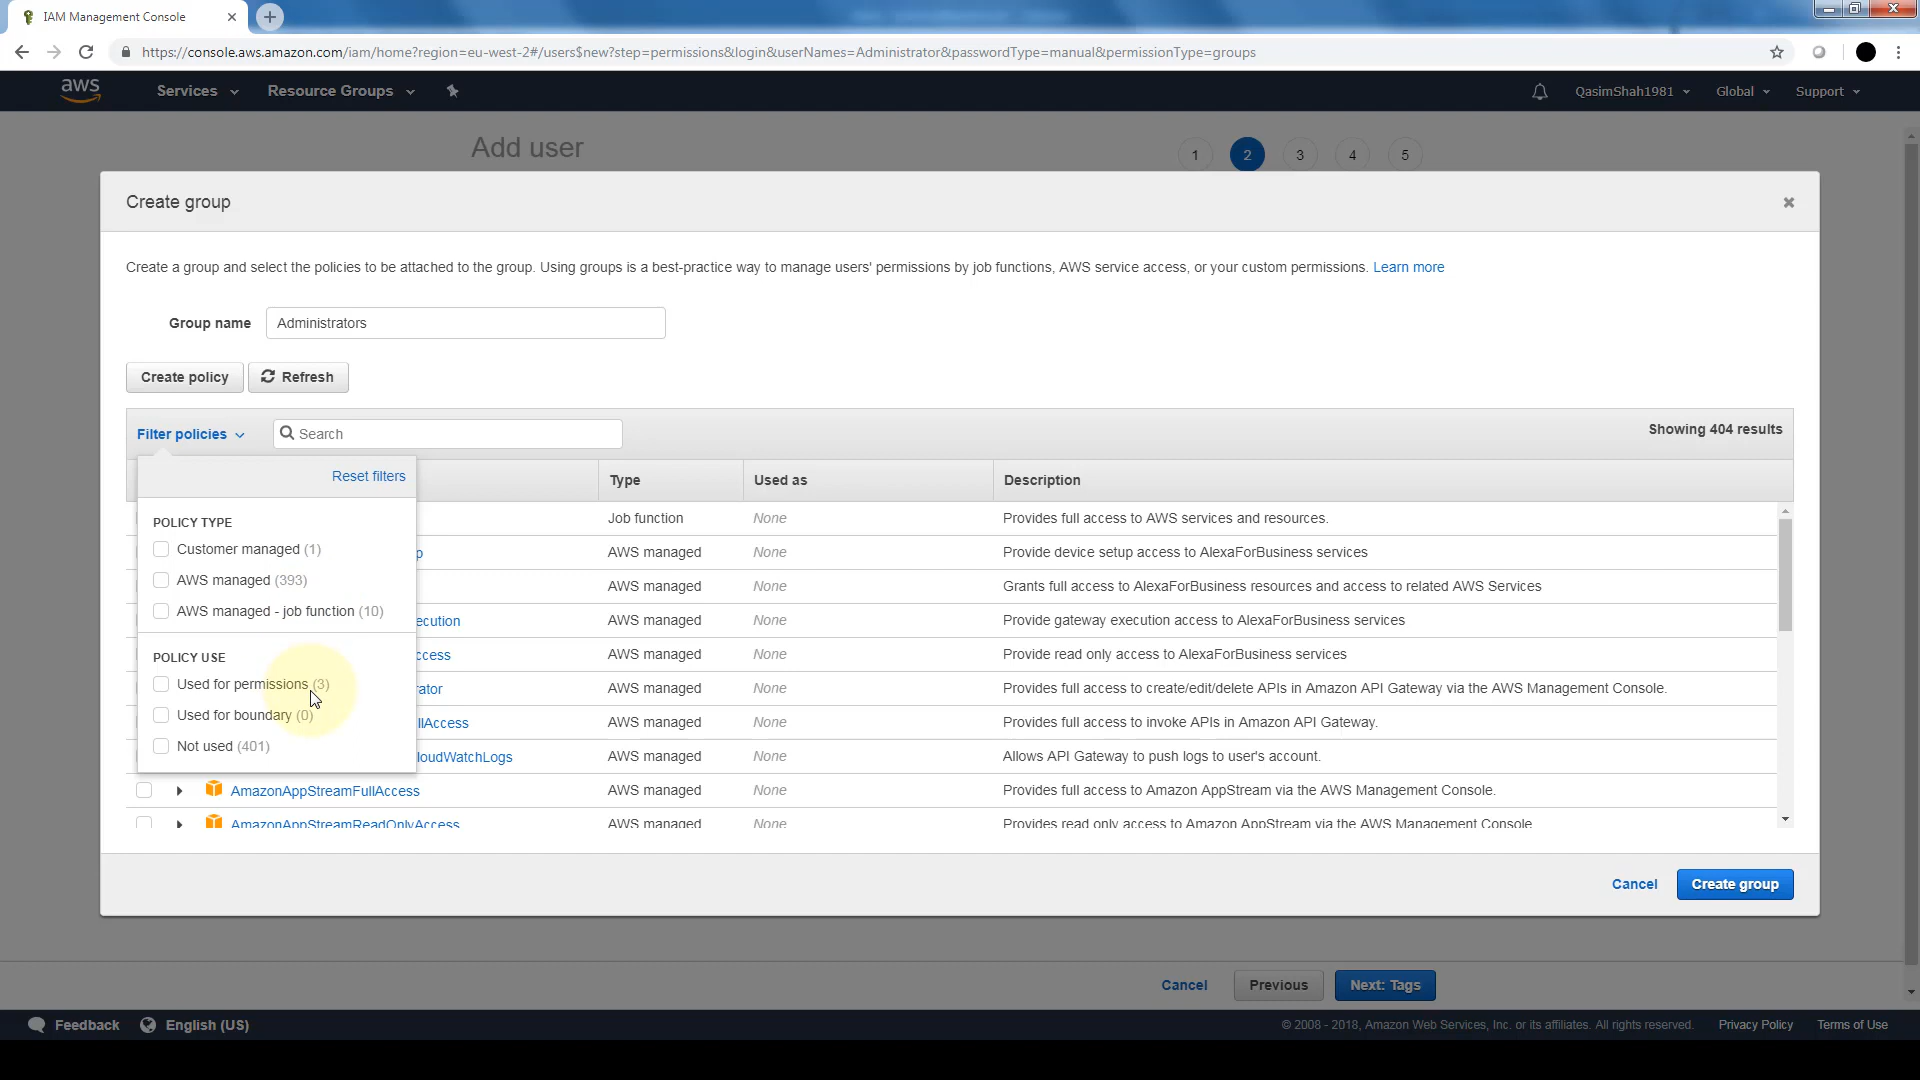 IAM Management Console
https://console.aws.amazon.com/iam/home?region=eu-west-2#/users$new?step=permissions&login&userNames=Administrator&passwordType=manual&permissionType=groups
aws Services Resource Groups QasimShah1981 Global Support
Add user 1 2 3 4 5
Create group
Create a group and select the policies to be attached to the group. Using groups is a best-practice way to manage users' permissions by job functions, AWS service access, or your custom permissions. Learn more
Group name Administrators
Create policy Refresh
Filter policies Search Showing 404 results
Reset filters
POLICY TYPE
Customer managed (1)
AWS managed (393)
AWS managed - job function (10)
POLICY USE
Used for permissions (3)
Used for boundary (0)
Not used (401)
Type Used as Description
Job function None Provides full access to AWS services and resources.
p AWS managed None Provide device setup access to AlexaForBusiness services
AWS managed None Grants full access to AlexaForBusiness resources and access to related AWS Services
ecution AWS managed None Provide gateway execution access to AlexaForBusiness services
ccess AWS managed None Provide read only access to AlexaForBusiness services
rator AWS managed None Provides full access to create/edit/delete APIs in Amazon API Gateway via the AWS Management Console.
llAccess AWS managed None Provides full access to invoke APIs in Amazon API Gateway.
loudWatchLogs AWS managed None Allows API Gateway to push logs to user's account.
AmazonAppStreamFullAccess AWS managed None Provides full access to Amazon AppStream via the AWS Management Console.
AmazonAppStreamReadOnlyAccess AWS managed None Provides read only access to Amazon AppStream via the AWS Management Console
Cancel Create group
Cancel Previous Next: Tags
Feedback English (US) © 2008 - 2018, Amazon Web Services, Inc. or its affiliates. All rights reserved. Privacy Policy Terms of Use